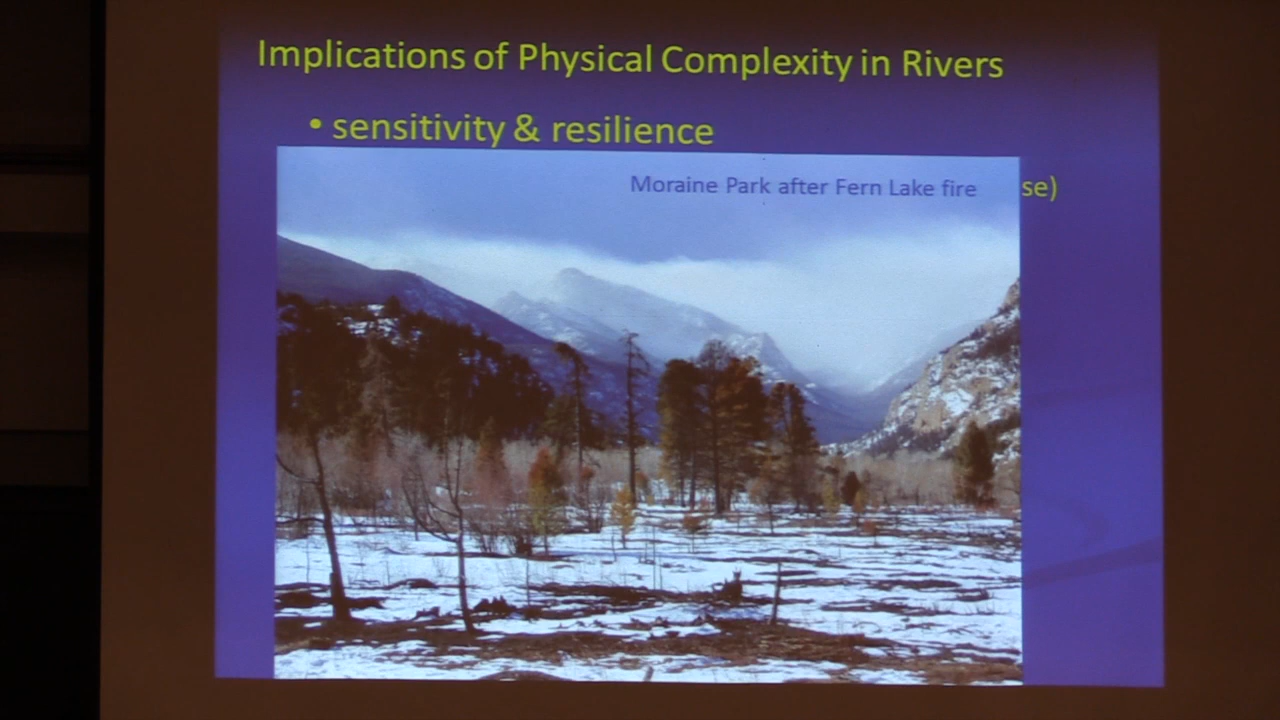 Implications of Physical Complexity in Rivers
• sensitivity & resilience
Moraine Park after Fern Lake fire
se)